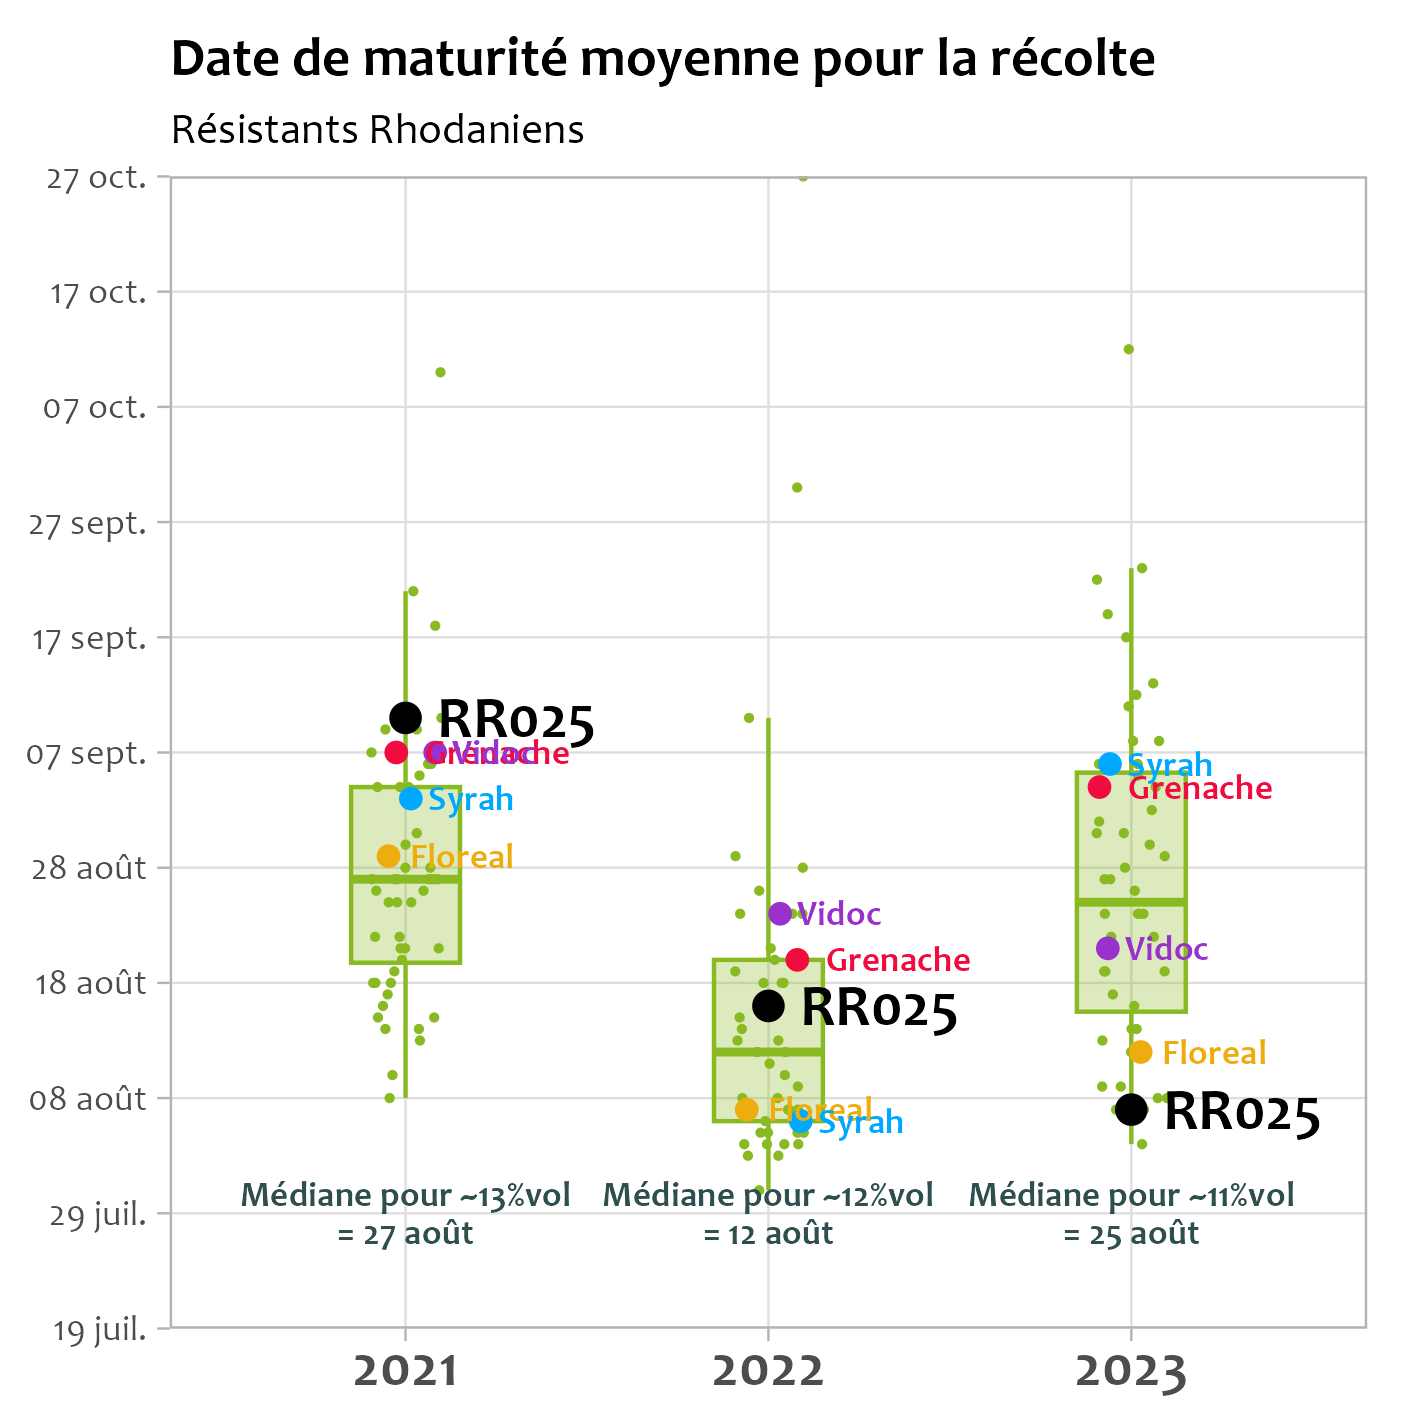 Date de maturité moyenne pour la récolte
Résistants Rhodaniens
27 oct.
17 oct.
07 oct.
27 sept.
17 sept.
07 sept.
28 août
18 août
08 août
29 juil.
19 juil.
RR025
Grenache
Vidoc
Syrah
Floreal
Vidoc
Grenache
RR025
Floreal
Syrah
Syrah
Grenache
Vidoc
Floreal
RR025
Médiane pour ~13%vol
= 27 août
Médiane pour ~12%vol
= 12 août
Médiane pour ~11%vol
= 25 août
2021
2022
2023